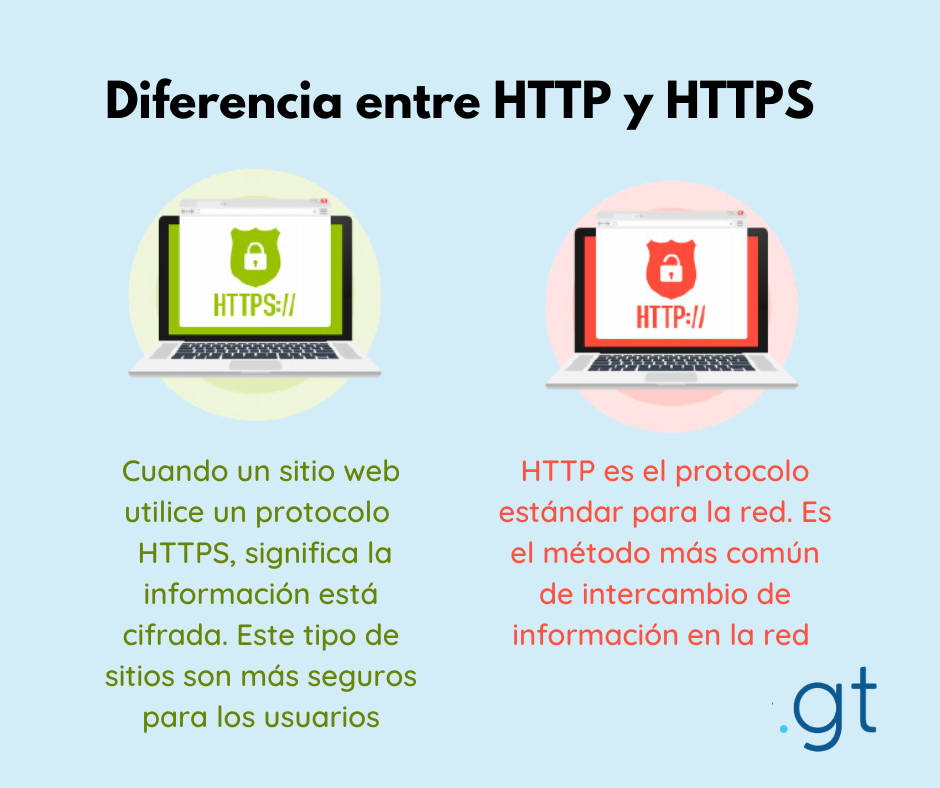 Diferencia entre HTTP y HTTPS
HTTPS://
Cuando un sitio web
utilice un protocolo
HTTPS, significa la
información está
cifrada. Este tipo de
sitios son más seguros
para los usuarios
HTTP://
HTTP es el protocolo
estándar para la red. Es
el método más común
de intercambio de
información en la red
.gt